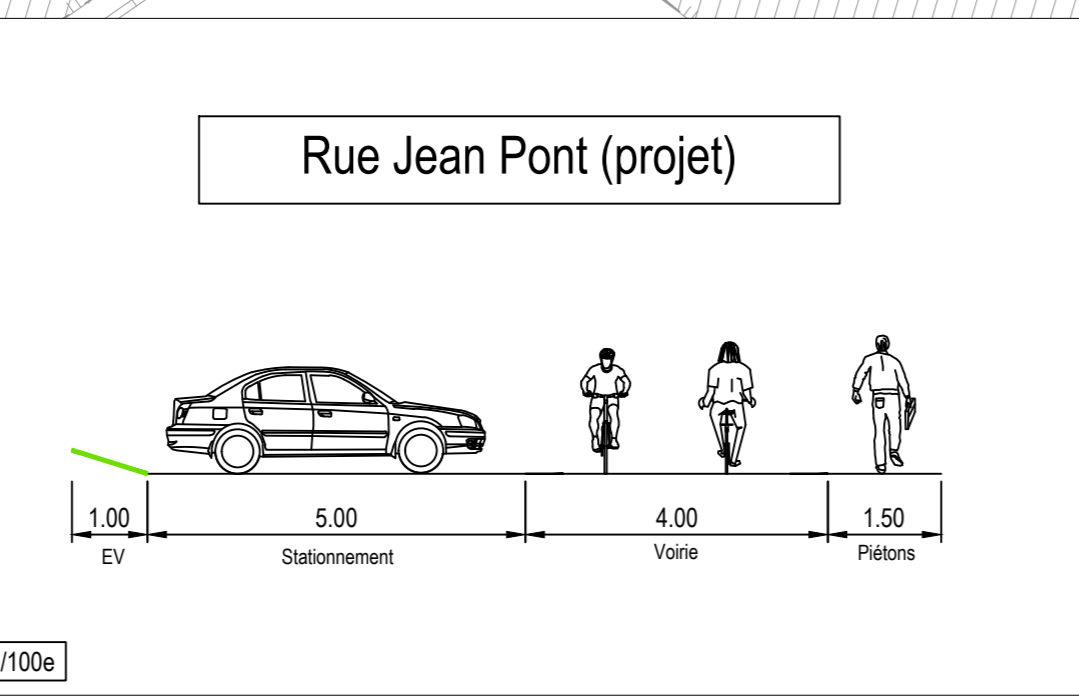 Rue Jean Pont (projet)
1.00 5.00 4.00 1.50
EV Stationnement Voirie Piétons
/100e